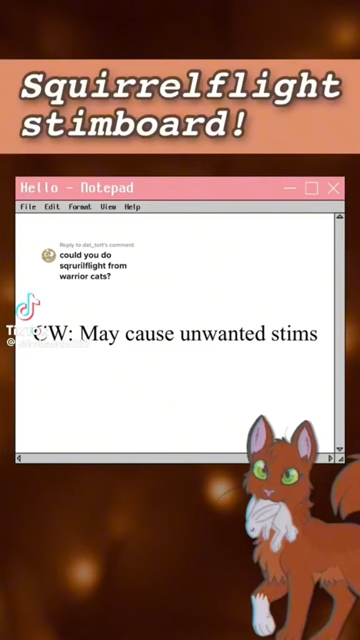 Squirrelflight
stimboard!
Hello - Notepad
File Edit Format View Help
Reply to dat_tort's comment
could you do
sqrurilflight from
warrior cats?
CW: May cause unwanted stims